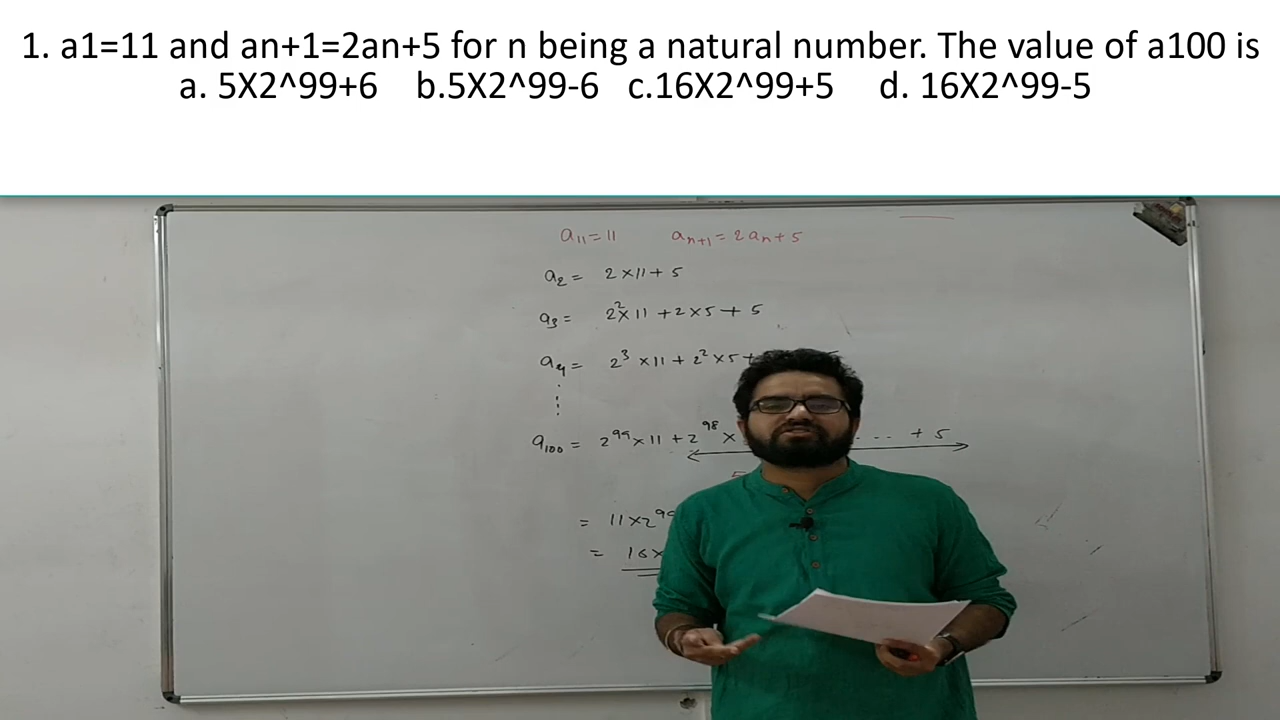 1. a1=11 and an+1=2an+5 for n being a natural number. The value of a100 is
a. 5X2^99+6 b.5X2^99-6 c.16X2^99+5 d. 16X2^99-5
a₁₁=11 aₙ₊₁=2aₙ+5
a₂= 2×11+5
a₃= 2²×11+2×5+5
a₄= 2³×11+2²×5+
a₁₀₀= 2⁹⁹×11+2⁹⁸× ... +5
= 11×2⁹⁹
= 16×